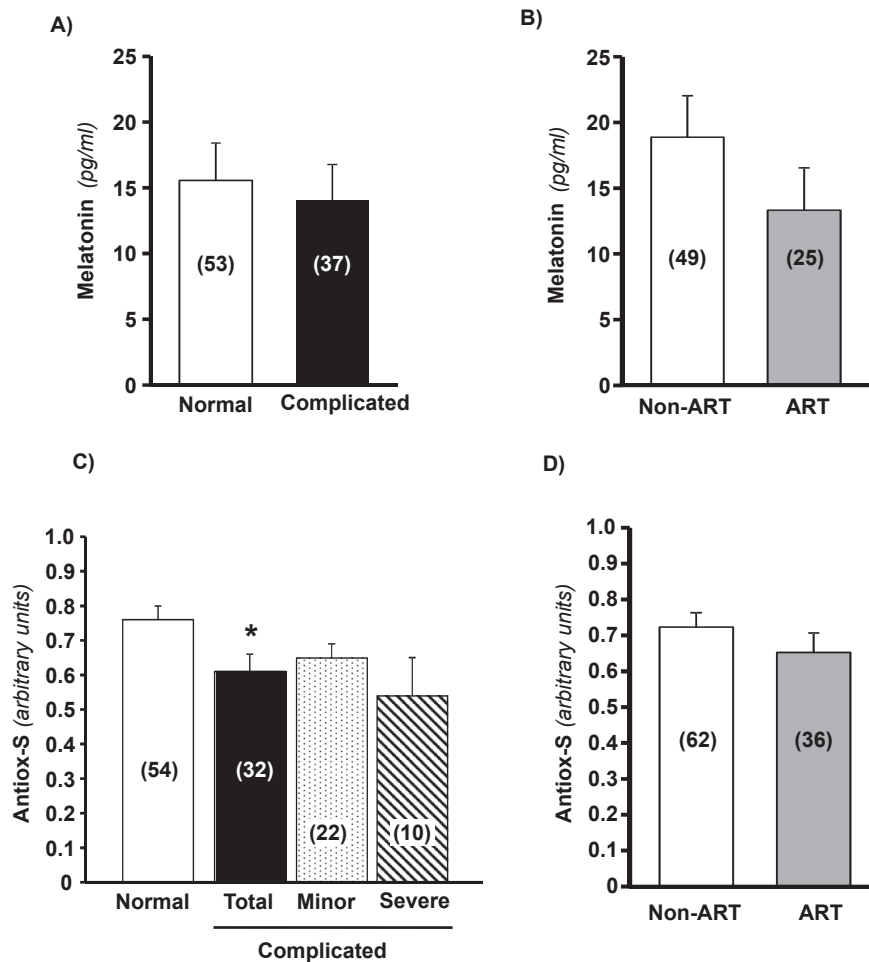 A)
Melatonin (pg/ml)
25
20
15
10
5
0
(53)
(37)
Normal
Complicated
B)
Melatonin (pg/ml)
25
20
15
10
5
0
(49)
(25)
Non-ART
ART
C)
Antiox-S (arbitrary units)
1.0
0.9
0.8
0.7
0.6
0.5
0.4
0.3
0.2
0.1
0
*
(54)
(32)
(22)
(10)
Normal
Total
Minor
Severe
Complicated
D)
Antiox-S (arbitrary units)
1.0
0.9
0.8
0.7
0.6
0.5
0.4
0.3
0.2
0.1
0
(62)
(36)
Non-ART
ART